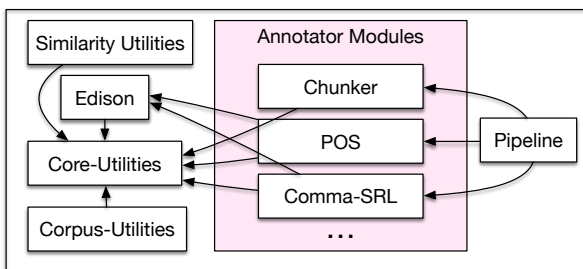 Similarity Utilities
Annotator Modules
Edison
Chunker
Core-Utilities
POS
Pipeline
Comma-SRL
Corpus-Utilities
...